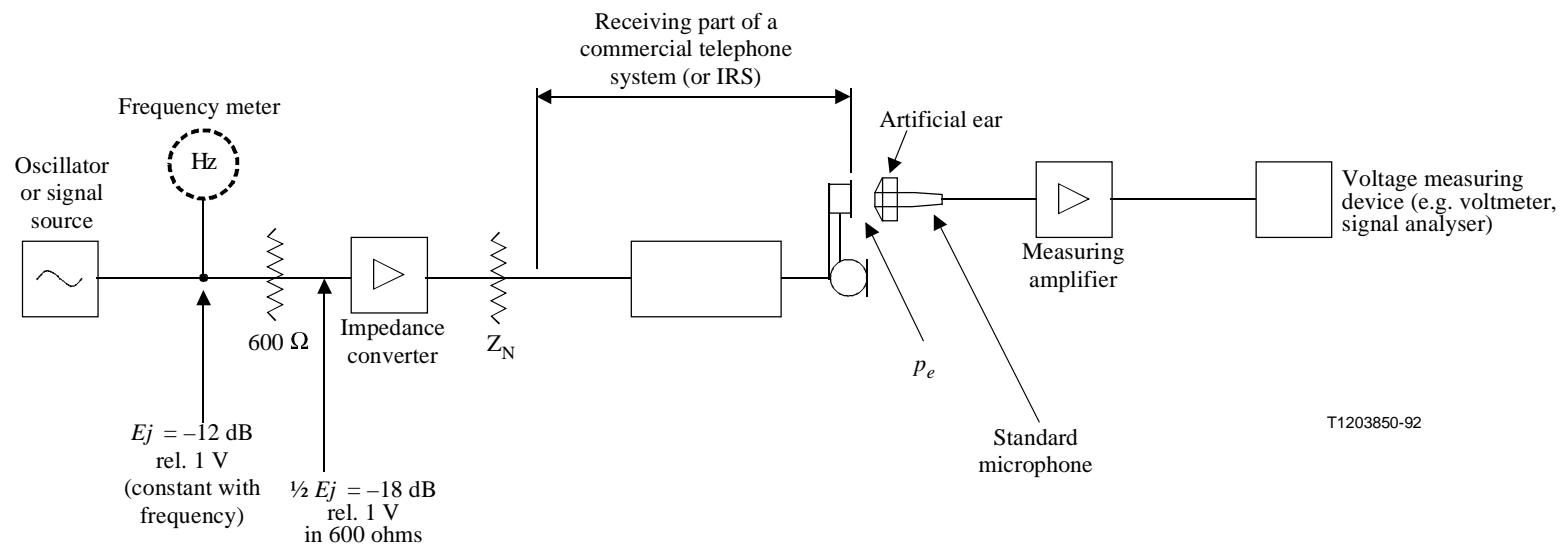 Receiving part of a
commercial telephone
system (or IRS)
Frequency meter
Hz
Oscillator
or signal
source
Artificial ear
Voltage measuring
device (e.g. voltmeter,
signal analyser)
Measuring
amplifier
600 Ω
Impedance
converter
Z_N
p_e
Ej = –12 dB
rel. 1 V
(constant with
frequency)
½ Ej = –18 dB
rel. 1 V
in 600 ohms
Standard
microphone
T1203850-92